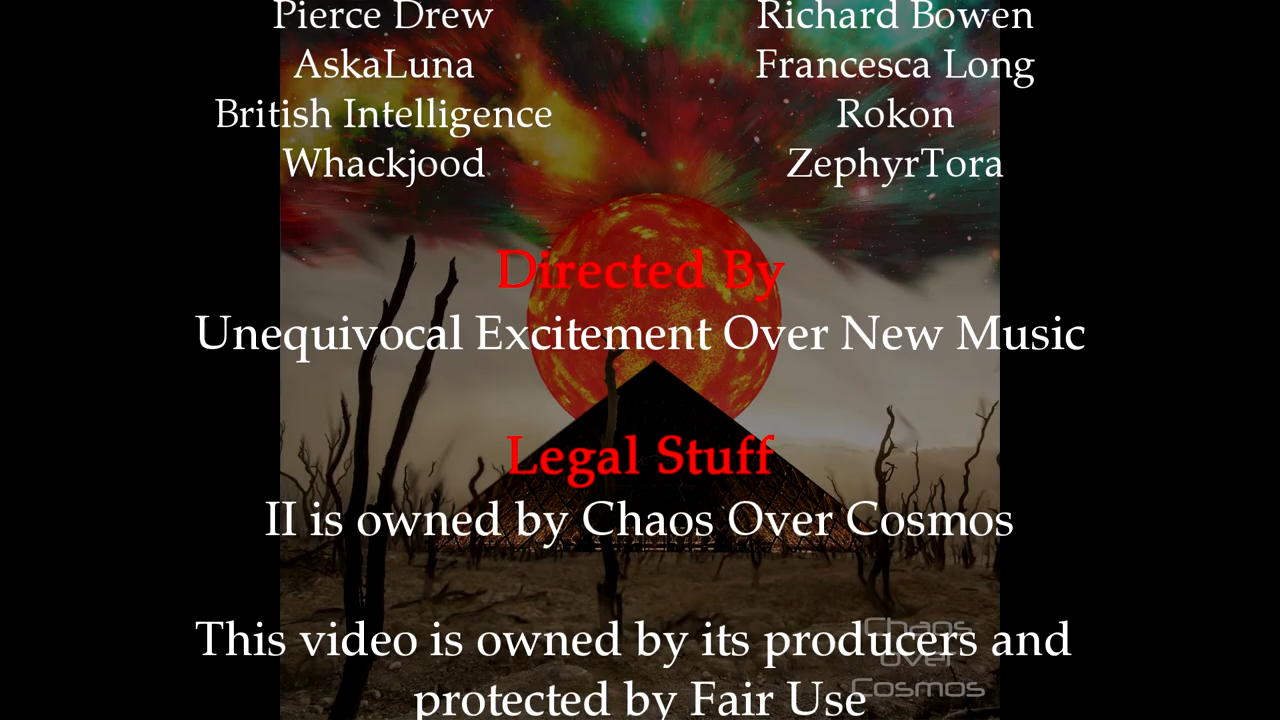 Pierce Drew Richard Bowen
AskaLuna Francesca Long
British Intelligence Rokon
Whackjood ZephyrTora
Directed By
Unequivocal Excitement Over New Music
Legal Stuff
II is owned by Chaos Over Cosmos
This video is owned by its producers and
protected by Fair Use
Chaos
over
Cosmos